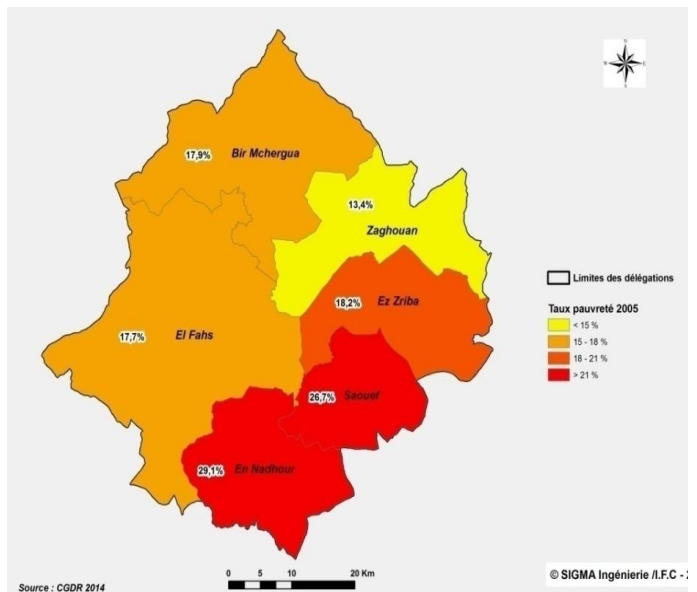 N
W E
S
17,9%
Bir Mchergua
13,4%
Zaghouan
18,2%
Ez Zriba
17,7%
El Fahs
26,7%
Saouef
29,1%
En Nadhour
Limites des délégations
Taux pauvreté 2005
< 15 %
15 - 18 %
18 - 21 %
> 21 %
0 5 10 20 Km
Source : CGDR 2014
© SIGMA Ingénierie /I.F.C - 2